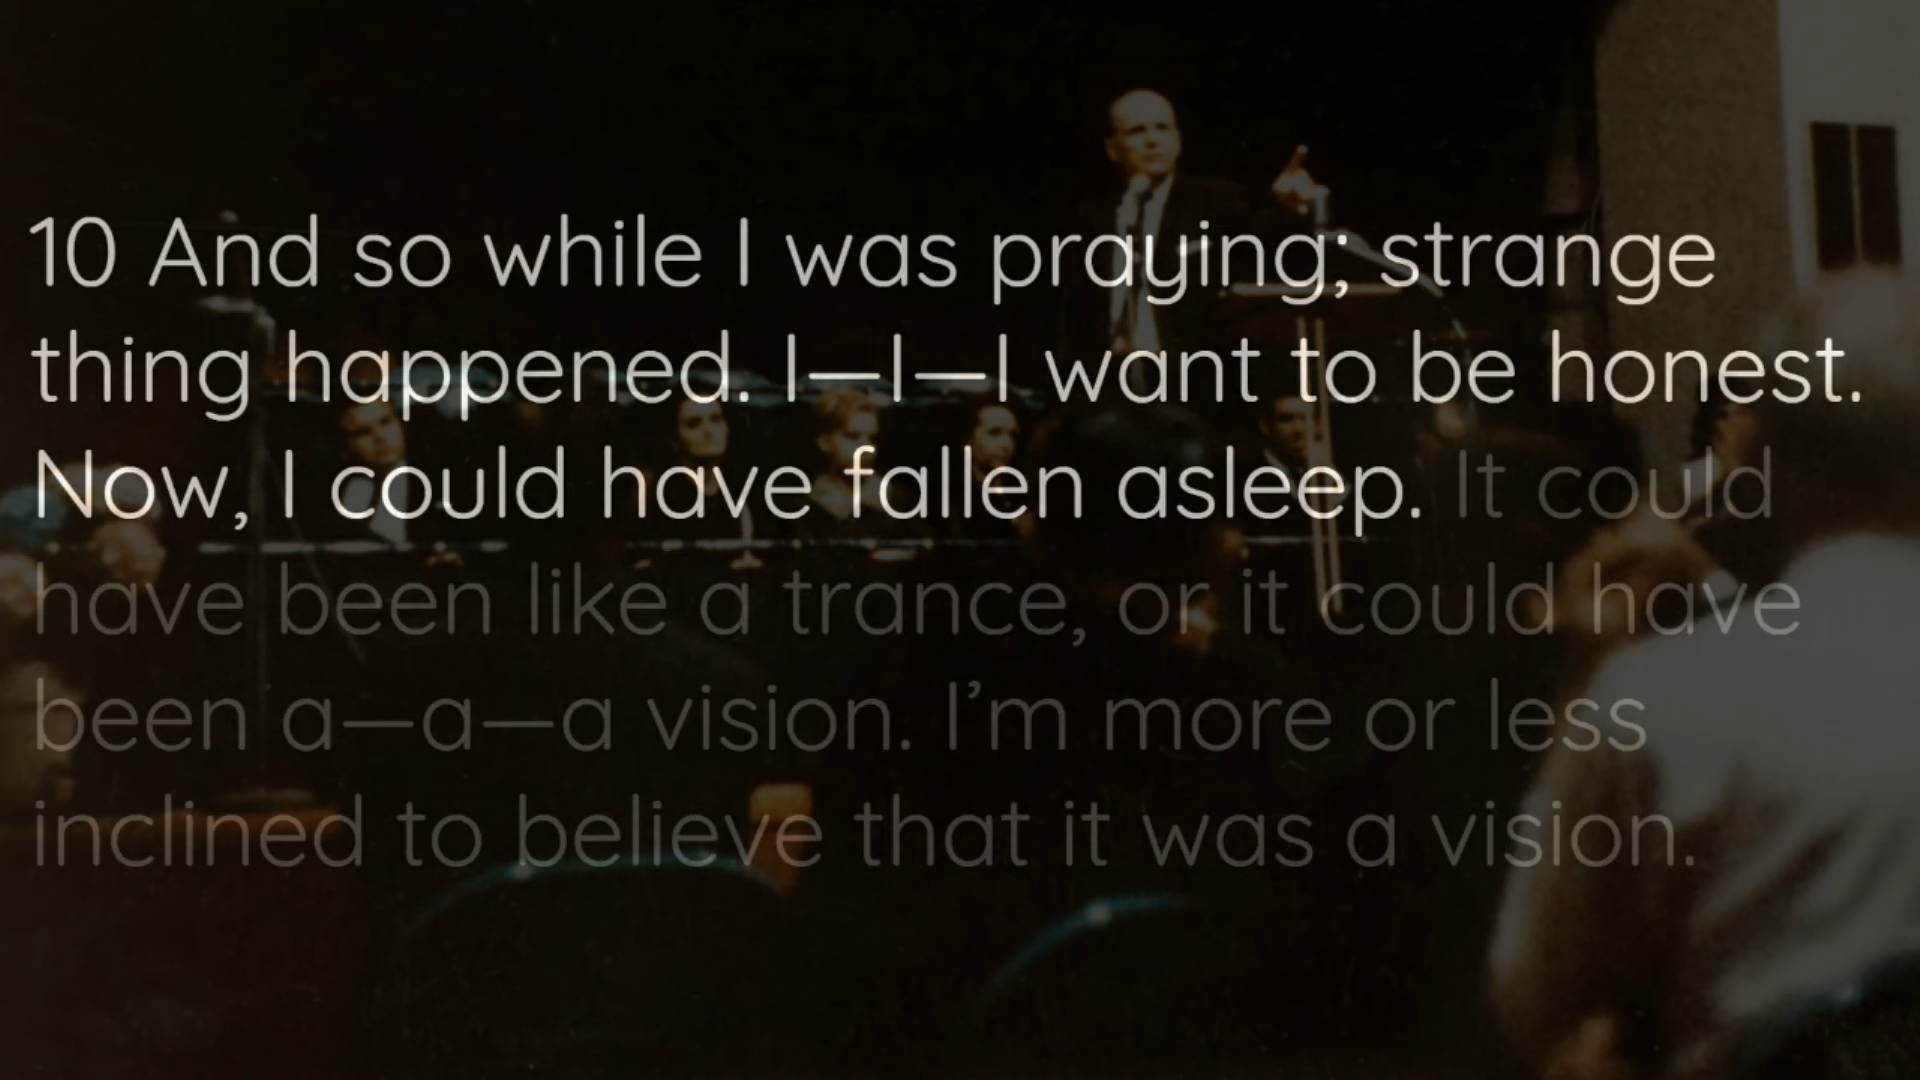 10 And so while I was praying; strange
thing happened. I—I—I want to be honest.
Now, I could have fallen asleep. It could
have been like a trance, or it could have
been a—a—a vision. I’m more or less
inclined to believe that it was a vision.